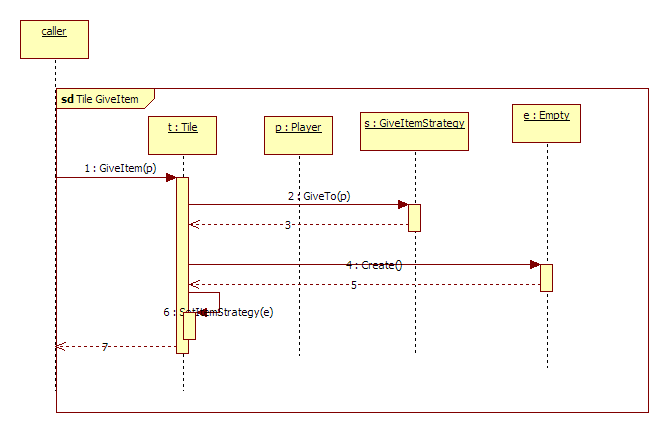 caller
sd Tile GiveItem
t : Tile
p : Player
s : GiveItemStrategy
e : Empty
1 : GiveItem(p)
2 : GiveTo(p)
3
4 : Create()
5
6 : SetItemStrategy(e)
7